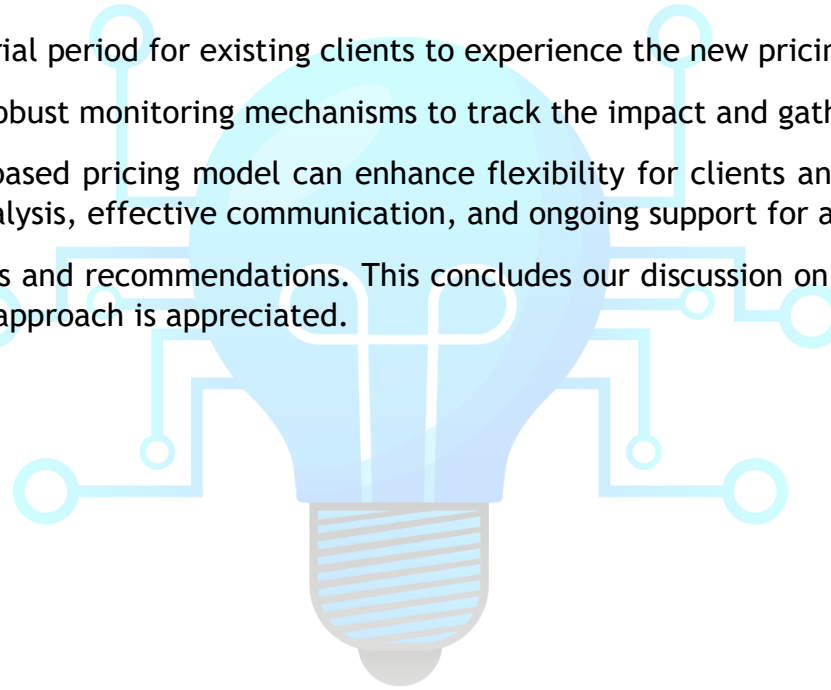 rial period for existing clients to experience the new pricin
obust monitoring mechanisms to track the impact and gath
based pricing model can enhance flexibility for clients an
alysis, effective communication, and ongoing support for a
s and recommendations. This concludes our discussion on
approach is appreciated.